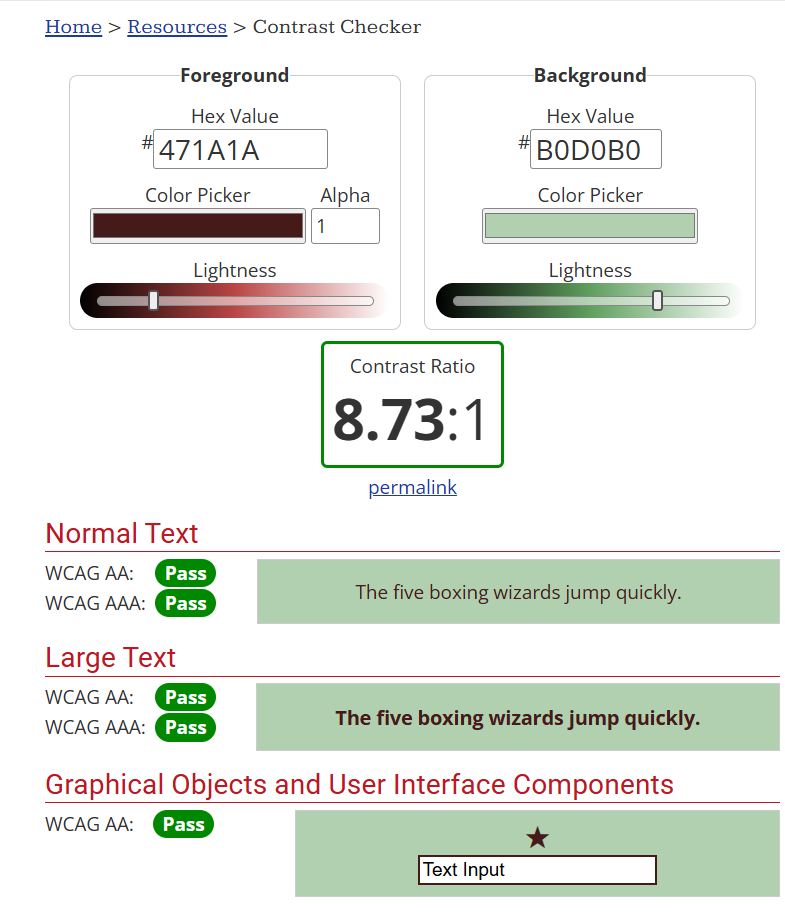 Home > Resources > Contrast Checker
Foreground
Hex Value
#471A1A
Color Picker
Alpha
1
Lightness
Background
Hex Value
#B0D0B0
Color Picker
Lightness
Contrast Ratio
8.73:1
permalink
Normal Text
WCAG AA: Pass
WCAG AAA: Pass
The five boxing wizards jump quickly.
Large Text
WCAG AA: Pass
WCAG AAA: Pass
The five boxing wizards jump quickly.
Graphical Objects and User Interface Components
WCAG AA: Pass
Text Input